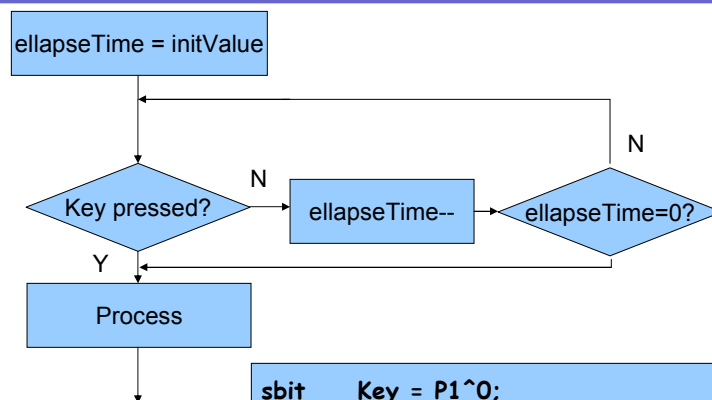 ellapseTime = initValue
N
N
Key pressed?
ellapseTime--
ellapseTime=0?
Y
Process
sbit Key = P1^0;